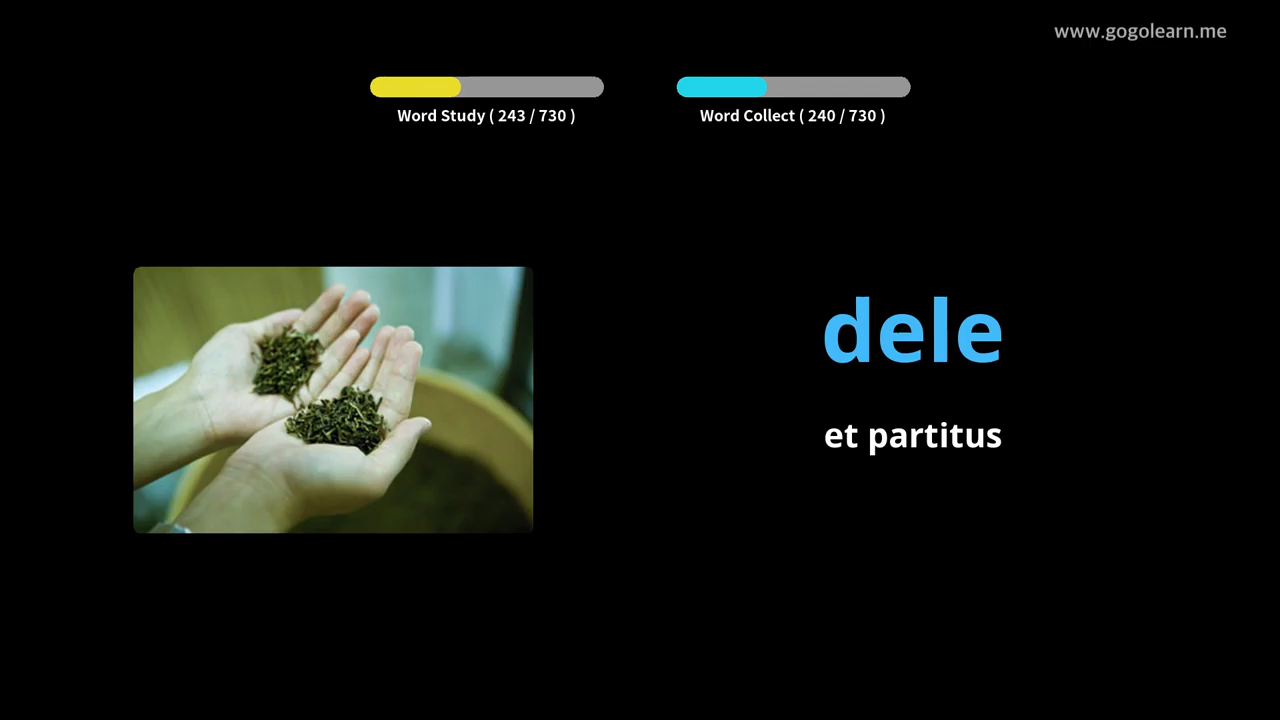 www.gogolearn.me
Word Study ( 243 / 730 )
Word Collect ( 240 / 730 )
dele
et partitus